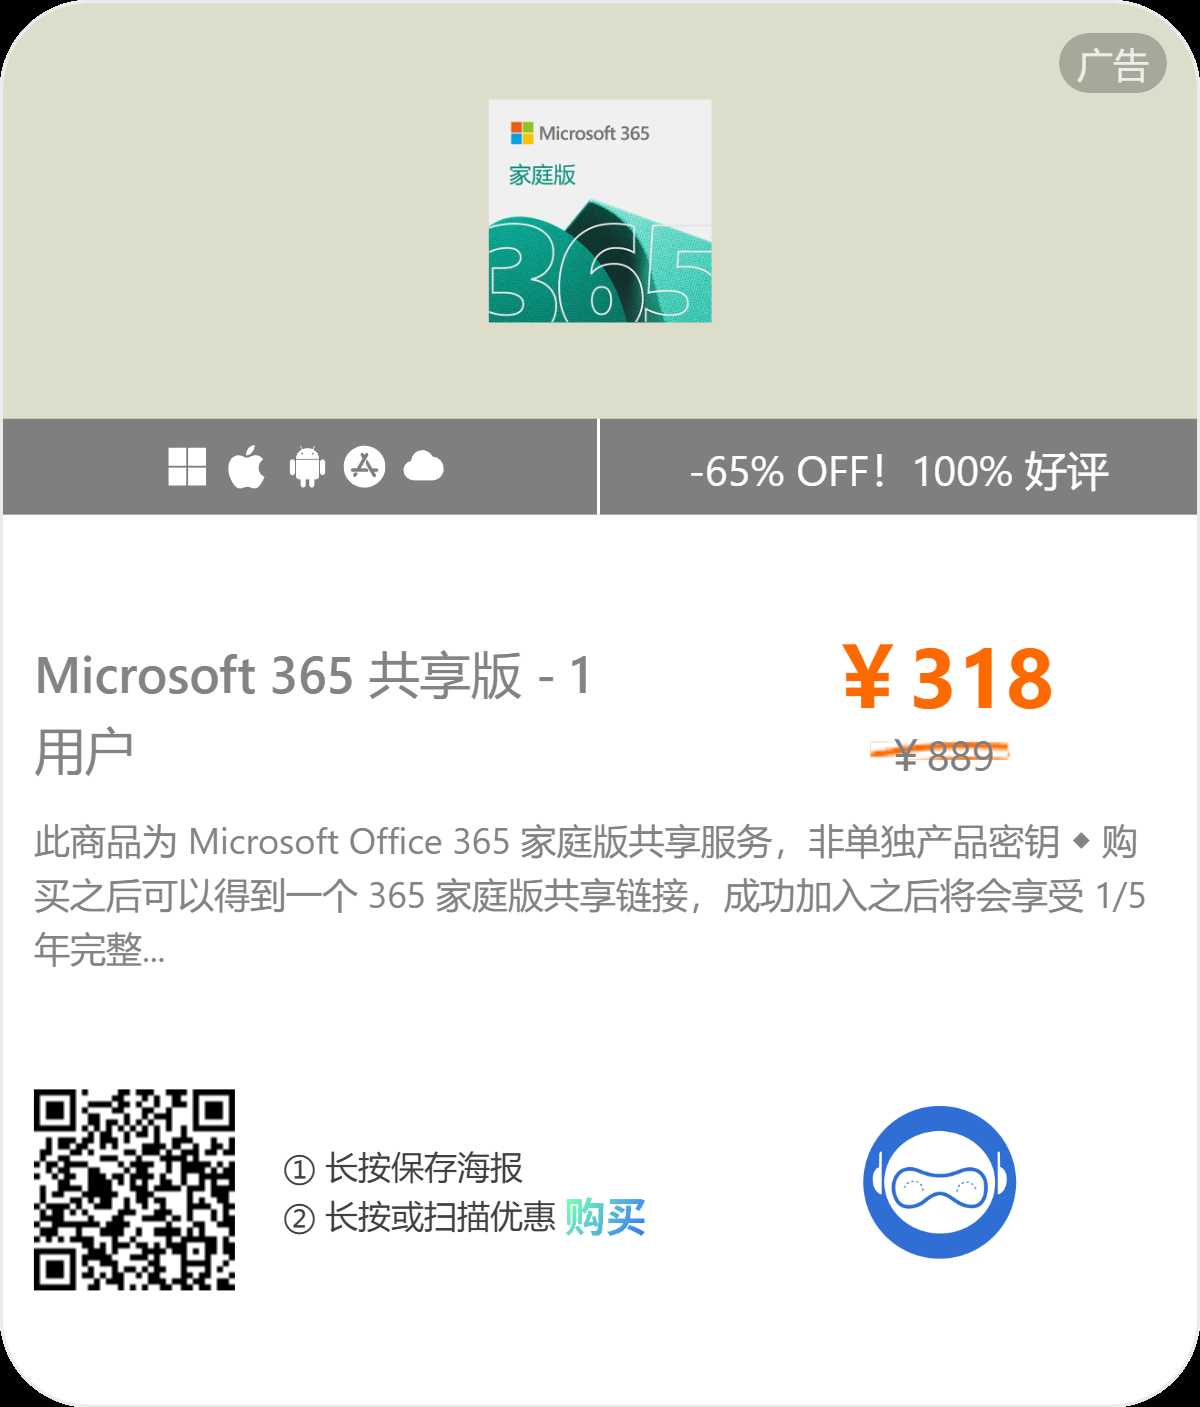 广告
Microsoft 365
家庭版
365
-65% OFF！100% 好评
Microsoft 365 共享版 - 1
用户
￥318
￥889
此商品为 Microsoft Office 365 家庭版共享服务，非单独产品密钥 ◆ 购
买之后可以得到一个 365 家庭版共享链接，成功加入之后将会享受 1/5
年完整...
① 长按保存海报
② 长按或扫描优惠 购买